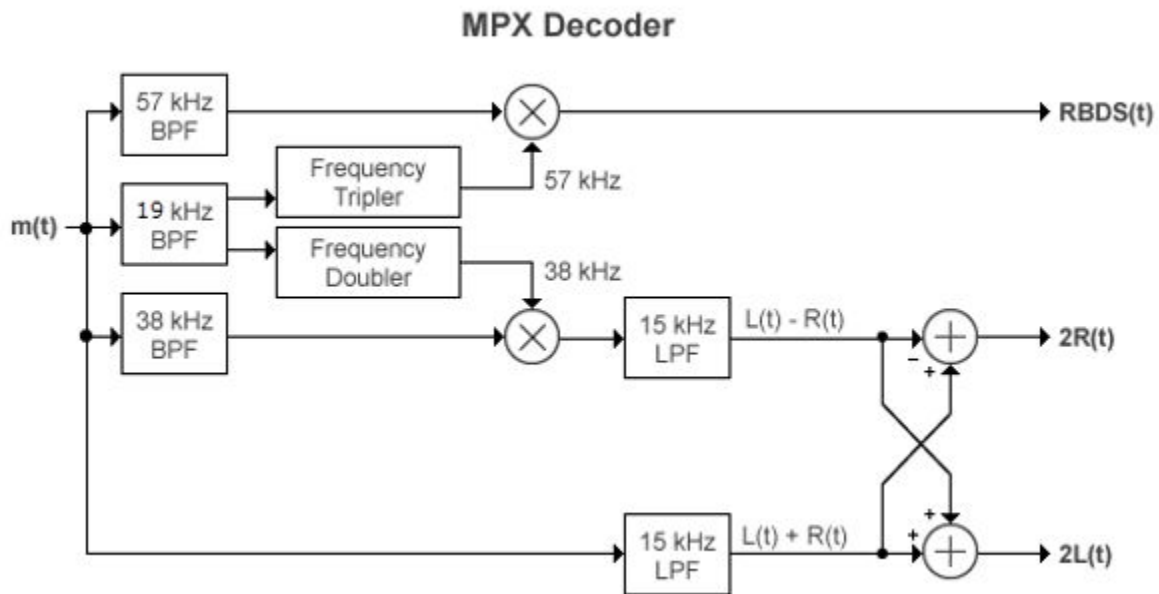 MPX Decoder
57 kHz
BPF
RBDS(t)
Frequency
Tripler
57 kHz
19 kHz
BPF
m(t)
Frequency
Doubler
38 kHz
38 kHz
BPF
15 kHz
LPF
L(t) - R(t)
−
+
2R(t)
15 kHz
LPF
L(t) + R(t)
+
+
2L(t)